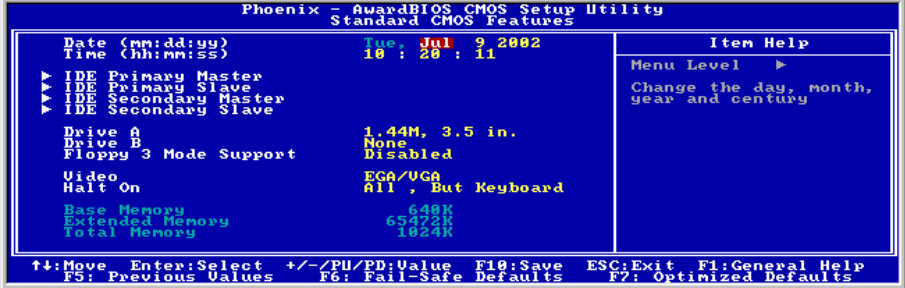 Phoenix - AwardBIOS CMOS Setup Utility
Standard CMOS Features
Date (mm:dd:yy) Tue, Jul 9 2002
Time (hh:mm:ss) 10 : 20 : 11
► IDE Primary Master
► IDE Primary Slave
► IDE Secondary Master
► IDE Secondary Slave
Drive A 1.44M, 3.5 in.
Drive B None
Floppy 3 Mode Support Disabled
Video EGA/VGA
Halt On All , But Keyboard
Base Memory 640K
Extended Memory 65472K
Total Memory 1024K
Item Help
Menu Level ►
Change the day, month,
year and century
↑↓:Move Enter:Select +/-/PU/PD:Value F10:Save ESC:Exit F1:General Help
F5: Previous Values F6: Fail-Safe Defaults F7: Optimized Defaults